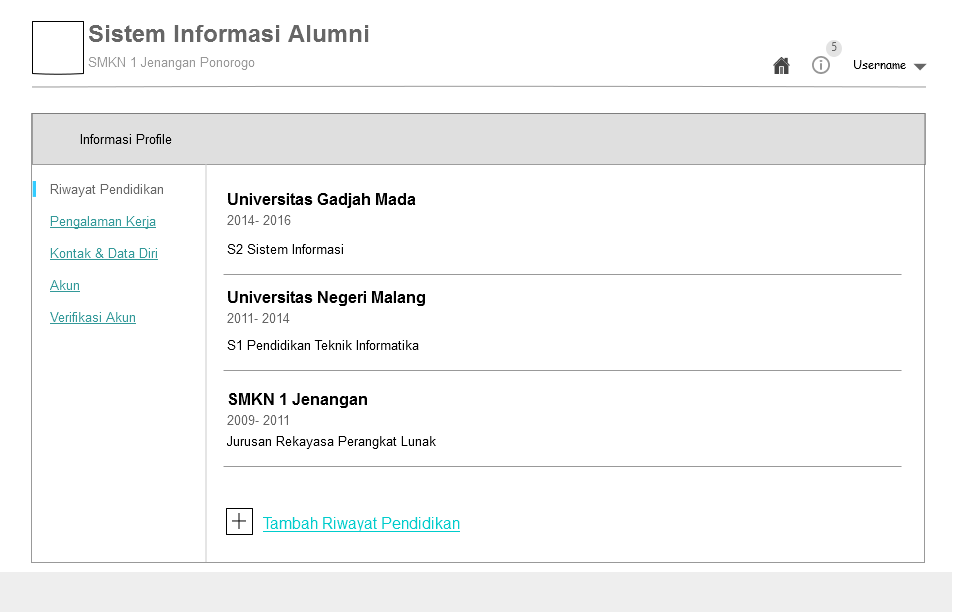 Sistem Informasi Alumni
SMKN 1 Jenangan Ponorogo
5
Username
Informasi Profile
Riwayat Pendidikan
Pengalaman Kerja
Kontak & Data Diri
Akun
Verifikasi Akun
Universitas Gadjah Mada
2014- 2016
S2 Sistem Informasi
Universitas Negeri Malang
2011- 2014
S1 Pendidikan Teknik Informatika
SMKN 1 Jenangan
2009- 2011
Jurusan Rekayasa Perangkat Lunak
Tambah Riwayat Pendidikan